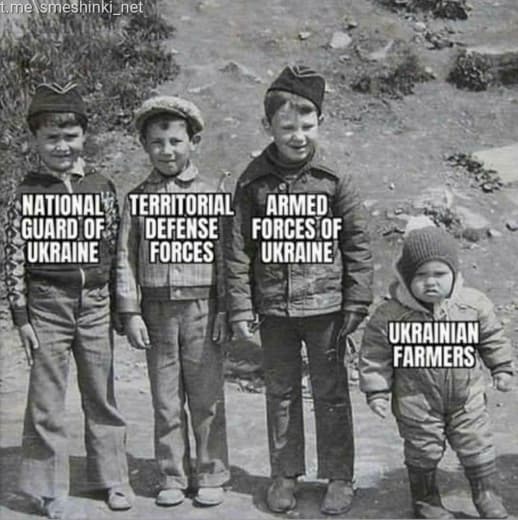 t.me\smeshinki_net
NATIONAL
GUARD OF
UKRAINE
TERRITORIAL
DEFENSE
FORCES
ARMED
FORCES OF
UKRAINE
UKRAINIAN
FARMERS